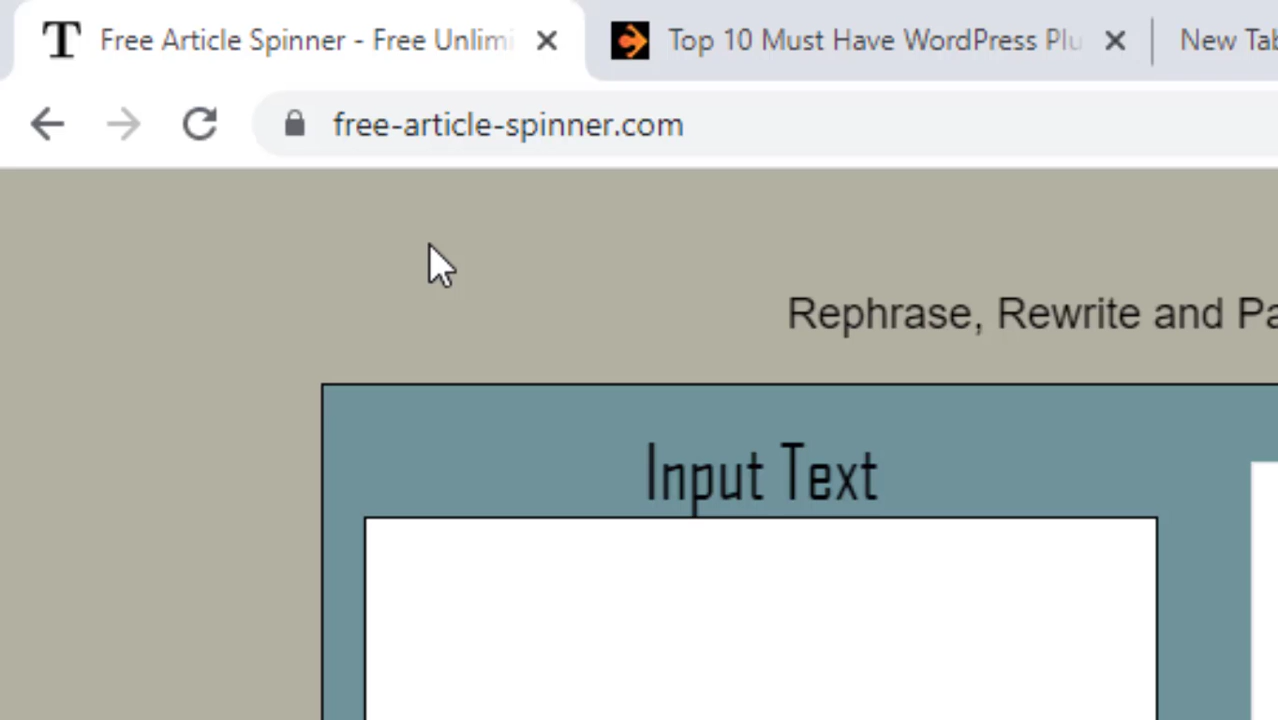 T Free Article Spinner - Free Unlimi
Top 10 Must Have WordPress Plu
New Tab
free-article-spinner.com
Rephrase, Rewrite and Pa
Input Text